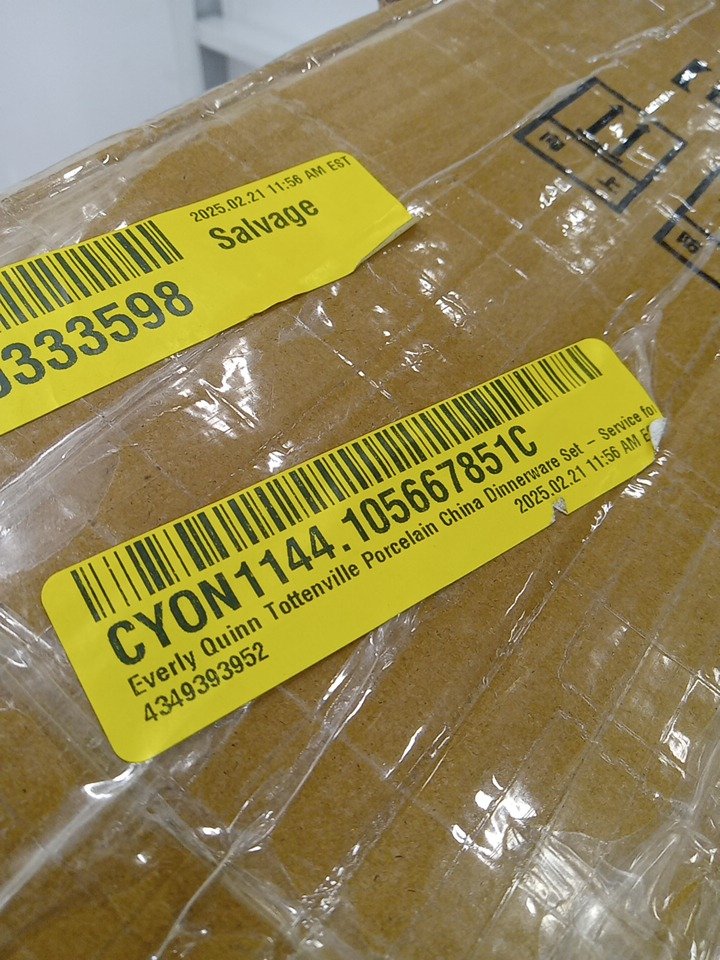 2025.02.21 11:56 AM EST
Salvage
333598
CYON1144.105667851C
Everly Quinn Tottenville Porcelain China Dinnerware Set – Service for
2025.02.21 11:56 AM
4349393952
上